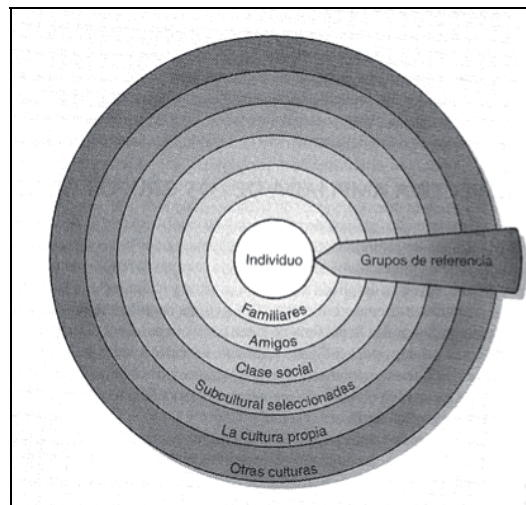 Individuo
Grupos de referencia
Familiares
Amigos
Clase social
Subcultural seleccionadas
La cultura propia
Otras culturas